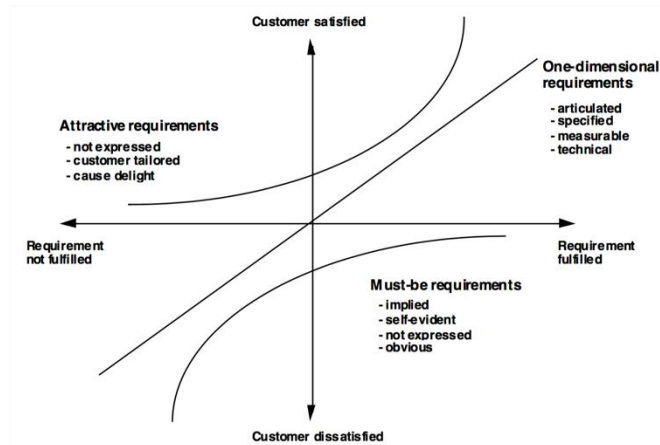 Customer satisfied
One-dimensional
requirements
- articulated
- specified
- measurable
- technical
Attractive requirements
- not expressed
- customer tailored
- cause delight
Requirement
not fulfilled
Requirement
fulfilled
Must-be requirements
- implied
- self-evident
- not expressed
- obvious
Customer dissatisfied